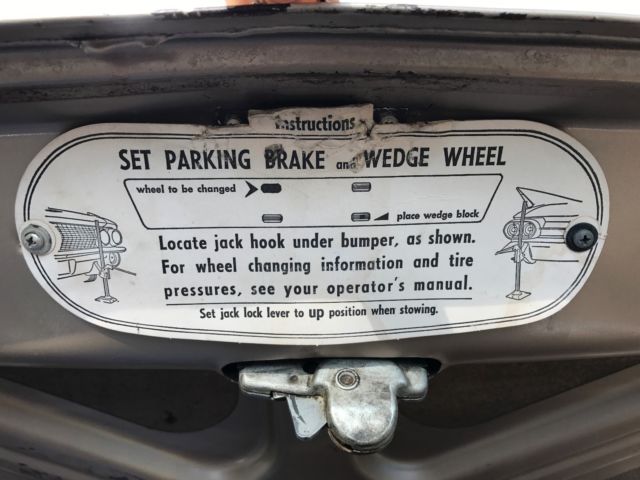 Instructions
SET PARKING BRAKE and WEDGE WHEEL
wheel to be changed
place wedge block
Locate jack hook under bumper, as shown.
For wheel changing information and tire
pressures, see your operator's manual.
Set jack lock lever to UP position when stowing.